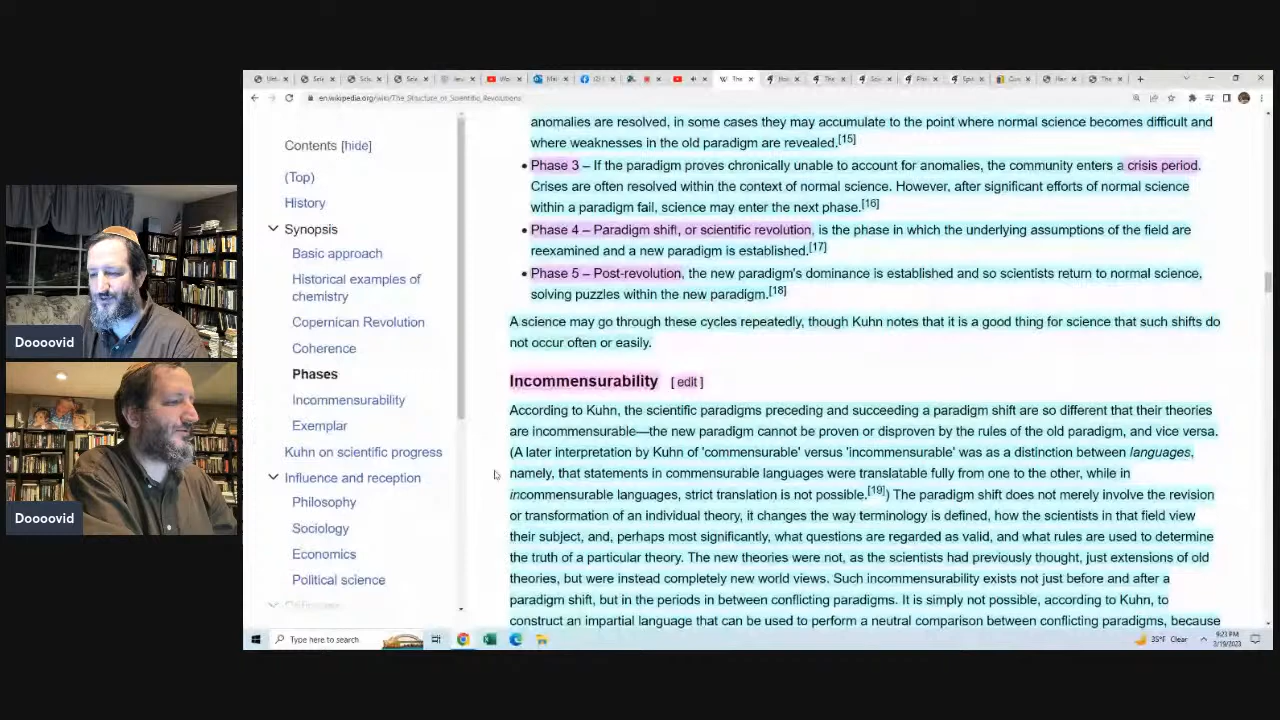 en.wikipedia.org/wiki/The_Structure_of_Scientific_Revolutions
Contents [hide]
(Top)
History
Synopsis
Basic approach
Historical examples of
chemistry
Copernican Revolution
Coherence
Phases
Incommensurability
Exemplar
Kuhn on scientific progress
Influence and reception
Philosophy
Sociology
Economics
Political science
anomalies are resolved, in some cases they may accumulate to the point where normal science becomes difficult and
where weaknesses in the old paradigm are revealed.[15]
• Phase 3 – If the paradigm proves chronically unable to account for anomalies, the community enters a crisis period.
Crises are often resolved within the context of normal science. However, after significant efforts of normal science
within a paradigm fail, science may enter the next phase.[16]
• Phase 4 – Paradigm shift, or scientific revolution, is the phase in which the underlying assumptions of the field are
reexamined and a new paradigm is established.[17]
• Phase 5 – Post-revolution, the new paradigm's dominance is established and so scientists return to normal science,
solving puzzles within the new paradigm.[18]
A science may go through these cycles repeatedly, though Kuhn notes that it is a good thing for science that such shifts do
not occur often or easily.
Incommensurability [ edit ]
According to Kuhn, the scientific paradigms preceding and succeeding a paradigm shift are so different that their theories
are incommensurable—the new paradigm cannot be proven or disproven by the rules of the old paradigm, and vice versa.
(A later interpretation by Kuhn of 'commensurable' versus 'incommensurable' was as a distinction between languages,
namely, that statements in commensurable languages were translatable fully from one to the other, while in
incommensurable languages, strict translation is not possible.[19]) The paradigm shift does not merely involve the revision
or transformation of an individual theory, it changes the way terminology is defined, how the scientists in that field view
their subject, and, perhaps most significantly, what questions are regarded as valid, and what rules are used to determine
the truth of a particular theory. The new theories were not, as the scientists had previously thought, just extensions of old
theories, but were instead completely new world views. Such incommensurability exists not just before and after a
paradigm shift, but in the periods in between conflicting paradigms. It is simply not possible, according to Kuhn, to
construct an impartial language that can be used to perform a neutral comparison between conflicting paradigms, because
Doooovid
Doooovid
Type here to search
35°F Clear
9:23 PM
3/19/2023